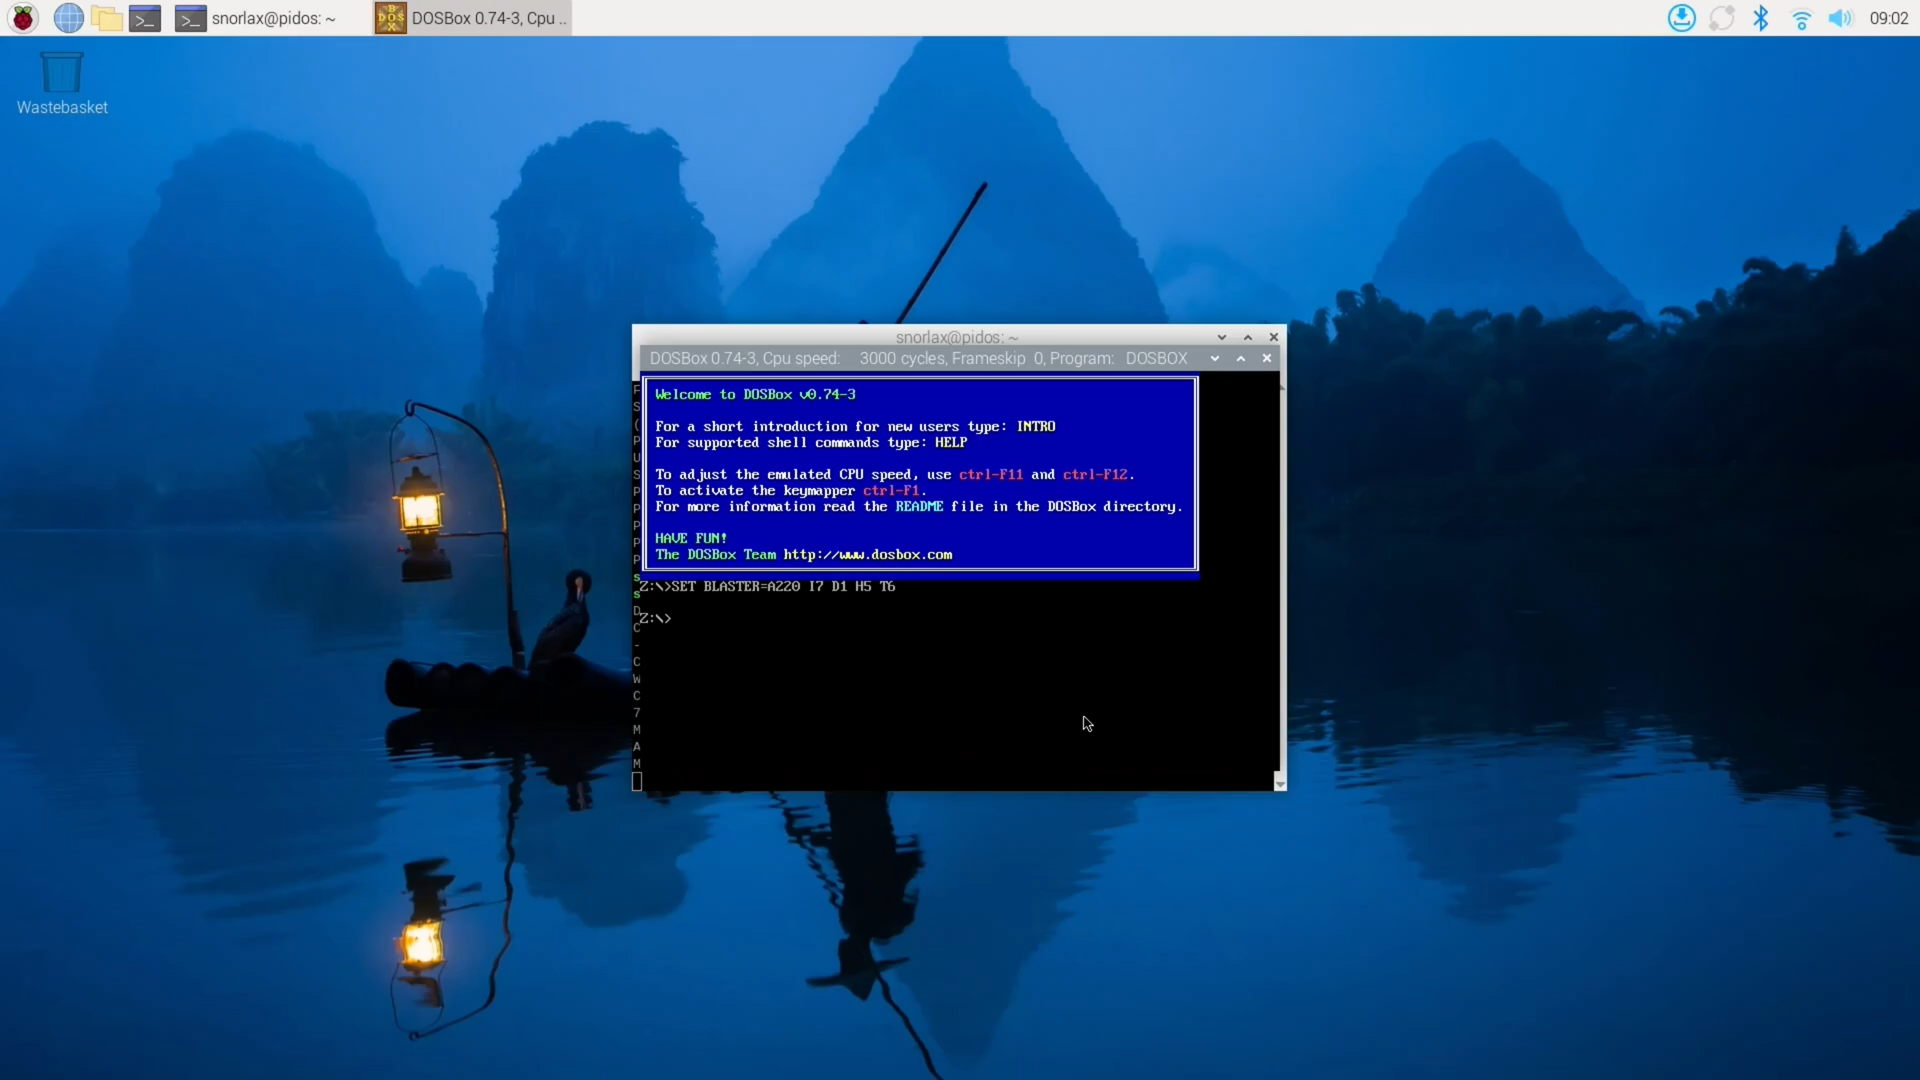 snorlax@pidos: ~
DOSBox 0.74-3, Cpu ..
09:02
Wastebasket
snorlax@pidos: ~
DOSBox 0.74-3, Cpu speed: 3000 cycles, Frameskip 0, Program: DOSBOX
Welcome to DOSBox v0.74-3
For a short introduction for new users type: INTRO
For supported shell commands type: HELP
To adjust the emulated CPU speed, use ctrl-F11 and ctrl-F12.
To activate the keymapper ctrl-F1.
For more information read the README file in the DOSBox directory.
HAVE FUN!
The DOSBox Team http://www.dosbox.com
Z:\>SET BLASTER=A220 I7 D1 H5 T6
Z:\>